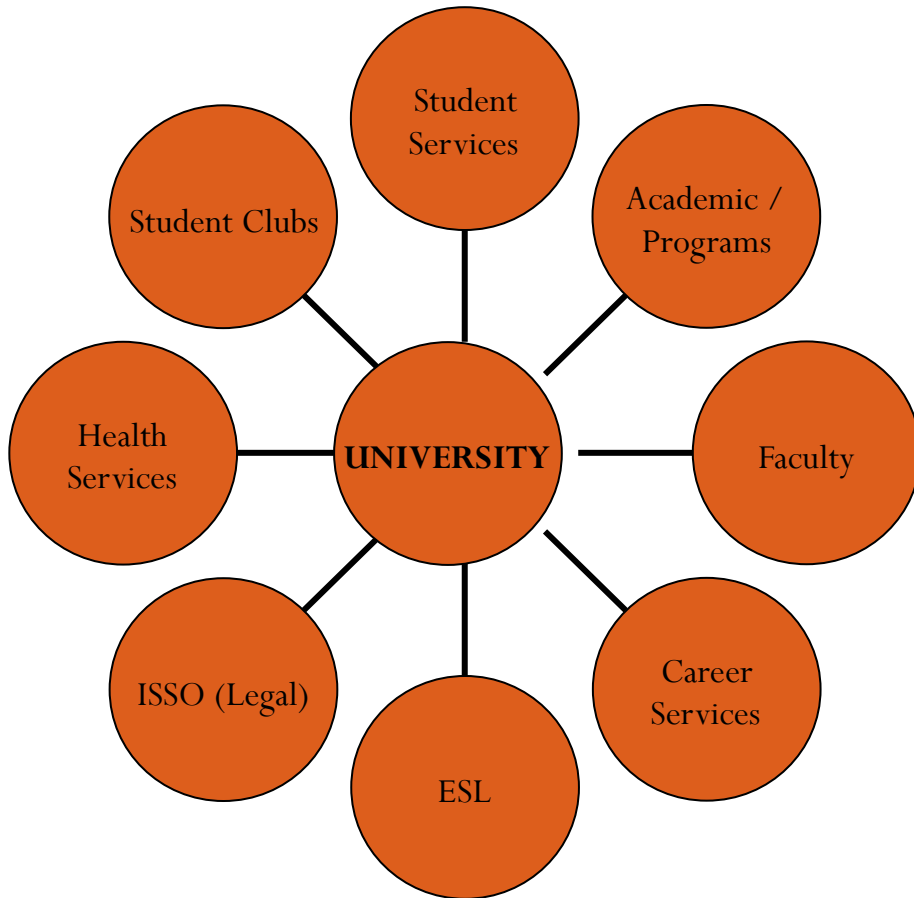 Student
Services
Academic /
Programs
Student Clubs
Health
Services
UNIVERSITY
Faculty
ISSO (Legal)
Career
Services
ESL